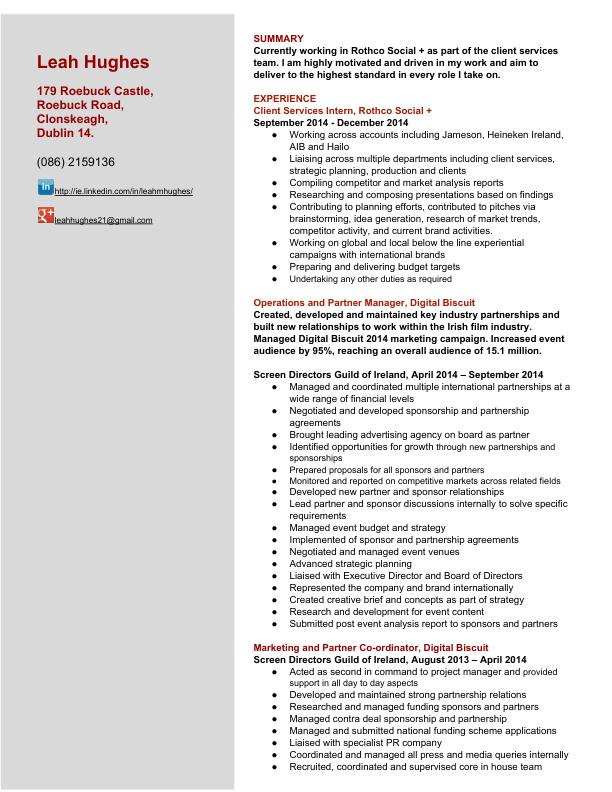 Leah Hughes
179 Roebuck Castle,
Roebuck Road,
Clonskeagh,
Dublin 14.
(086) 2159136
in http://ie.linkedin.com/in/leahmhughes/
g+ leahhughes21@gmail.com
SUMMARY
Currently working in Rothco Social + as part of the client services
team. I am highly motivated and driven in my work and aim to
deliver to the highest standard in every role I take on.
EXPERIENCE
Client Services Intern, Rothco Social +
September 2014 - December 2014
● Working across accounts including Jameson, Heineken Ireland,
AIB and Hailo
● Liaising across multiple departments including client services,
strategic planning, production and clients
● Compiling competitor and market analysis reports
● Researching and composing presentations based on findings
● Contributing to planning efforts, contributed to pitches via
brainstorming, idea generation, research of market trends,
competitor activity, and current brand activities.
● Working on global and local below the line experiential
campaigns with international brands
● Preparing and delivering budget targets
● Undertaking any other duties as required
Operations and Partner Manager, Digital Biscuit
Created, developed and maintained key industry partnerships and
built new relationships to work within the Irish film industry.
Managed Digital Biscuit 2014 marketing campaign. Increased event
audience by 95%, reaching an overall audience of 15.1 million.
Screen Directors Guild of Ireland, April 2014 – September 2014
● Managed and coordinated multiple international partnerships at a
wide range of financial levels
● Negotiated and developed sponsorship and partnership
agreements
● Brought leading advertising agency on board as partner
● Identified opportunities for growth through new partnerships and
sponsorships
● Prepared proposals for all sponsors and partners
● Monitored and reported on competitive markets across related fields
● Developed new partner and sponsor relationships
● Lead partner and sponsor discussions internally to solve specific
requirements
● Managed event budget and strategy
● Implemented of sponsor and partnership agreements
● Negotiated and managed event venues
● Advanced strategic planning
● Liaised with Executive Director and Board of Directors
● Represented the company and brand internationally
● Created creative brief and concepts as part of strategy
● Research and development for event content
● Submitted post event analysis report to sponsors and partners
Marketing and Partner Co-ordinator, Digital Biscuit
Screen Directors Guild of Ireland, August 2013 – April 2014
● Acted as second in command to project manager and provided
support in all day to day aspects
● Developed and maintained strong partnership relations
● Researched and managed funding sponsors and partners
● Managed contra deal sponsorship and partnership
● Managed and submitted national funding scheme applications
● Liaised with specialist PR company
● Coordinated and managed all press and media queries internally
● Recruited, coordinated and supervised core in house team